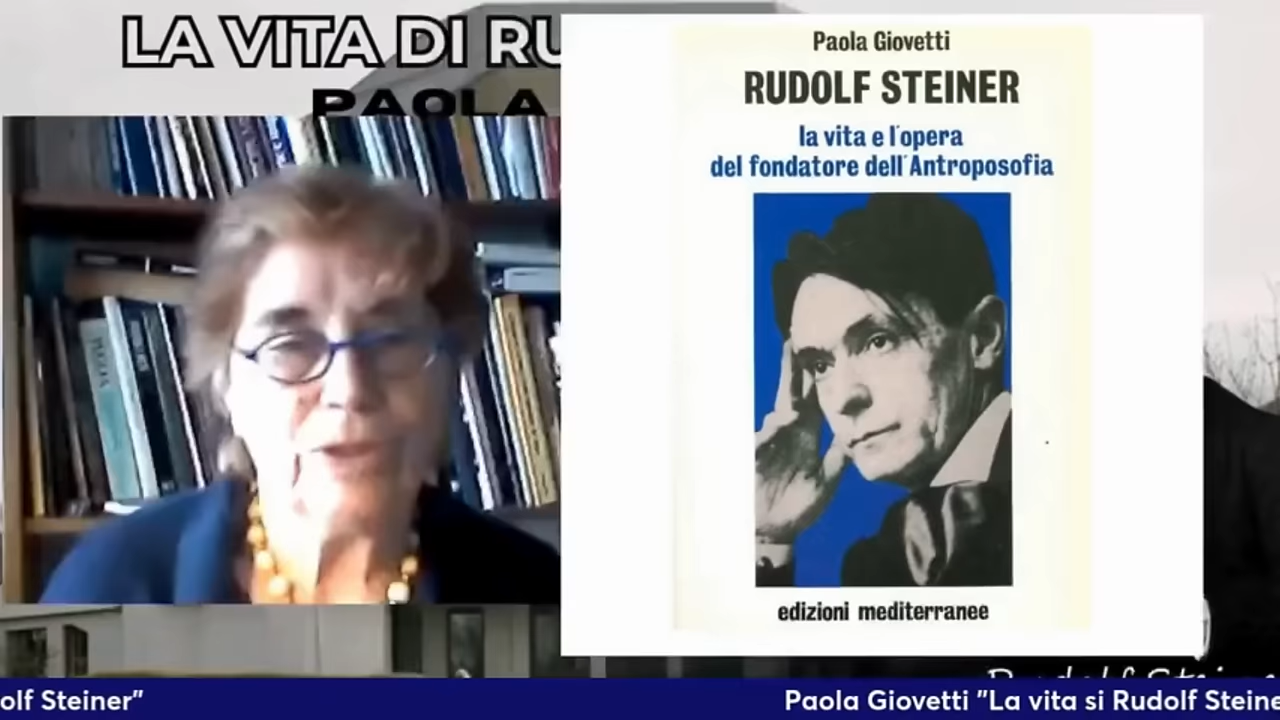 LA VITA DI RU
PAOLA
Paola Giovetti
RUDOLF STEINER
la vita e l'opera
del fondatore dell'Antroposofia
edizioni mediterranee
olf Steiner"
Paola Giovetti "La vita si Rudolf Steine